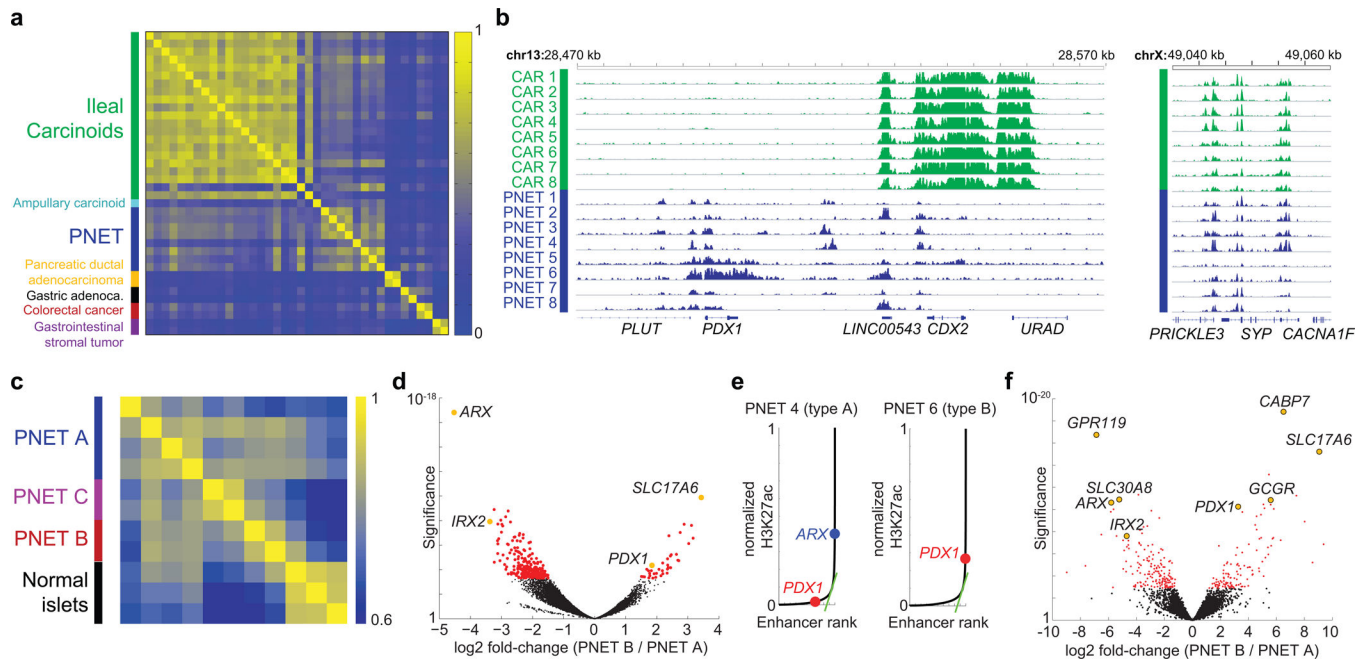 a
Ileal
Carcinoids
Ampullary carcinoid
PNET
Pancreatic ductal
adenocarcinoma
Gastric adenoca.
Colorectal cancer
Gastrointestinal
stromal tumor
1
0
b
chr13:28,470 kb
28,570 kb
CAR 1
CAR 2
CAR 3
CAR 4
CAR 5
CAR 6
CAR 7
CAR 8
PNET 1
PNET 2
PNET 3
PNET 4
PNET 5
PNET 6
PNET 7
PNET 8
PLUT PDX1 LINC00543 CDX2 URAD
chrX:49,040 kb 49,060 kb
PRICKLE3 SYP CACNA1F
c
PNET A
PNET C
PNET B
Normal
islets
1
0.6
d
10-18
Significance
1
ARX
SLC17A6
IRX2
PDX1
−5 −4 −3 −2 −1 0 1 2 3 4
log2 fold-change (PNET B / PNET A)
e
PNET 4 (type A)
1
normalized
H3K27ac
ARX
PDX1
0
Enhancer rank
PNET 6 (type B)
1
normalized
H3K27ac
PDX1
0
Enhancer rank
f
10-20
Significance
1
CABP7
GPR119
SLC17A6
SLC30A8
GCGR
ARX
PDX1
IRX2
-10 −8 −6 −4 −2 0 2 4 6 8 10
log2 fold-change (PNET B / PNET A)